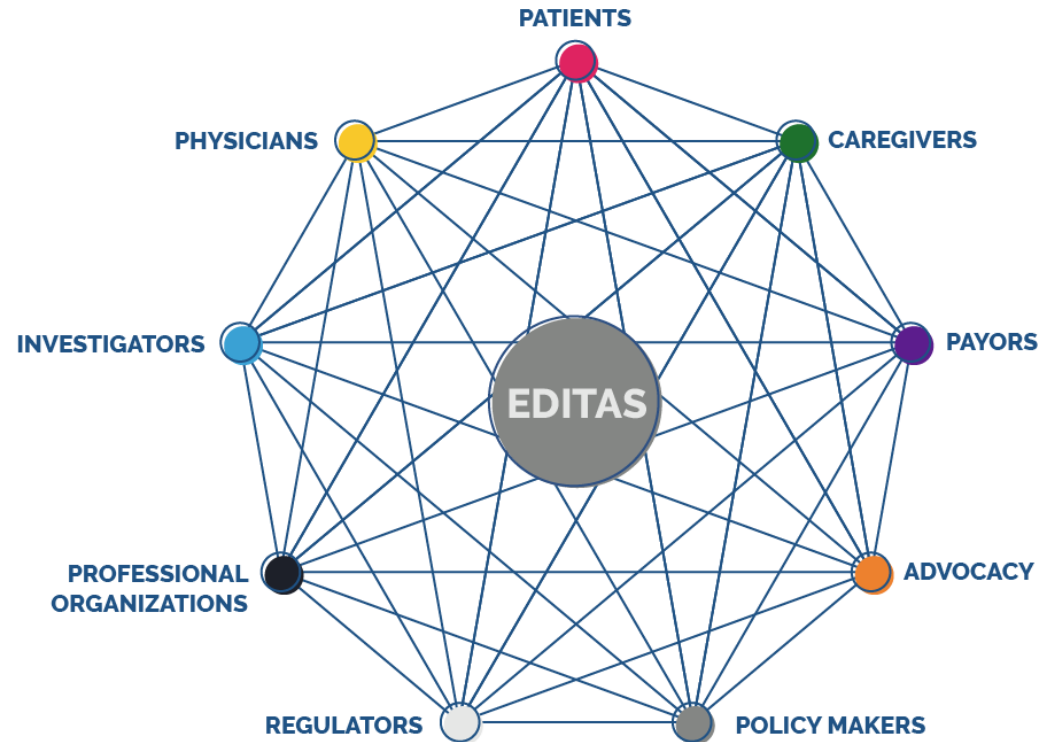 PATIENTS
PHYSICIANS
CAREGIVERS
INVESTIGATORS
PAYORS
EDITAS
PROFESSIONAL
ORGANIZATIONS
ADVOCACY
REGULATORS
POLICY MAKERS